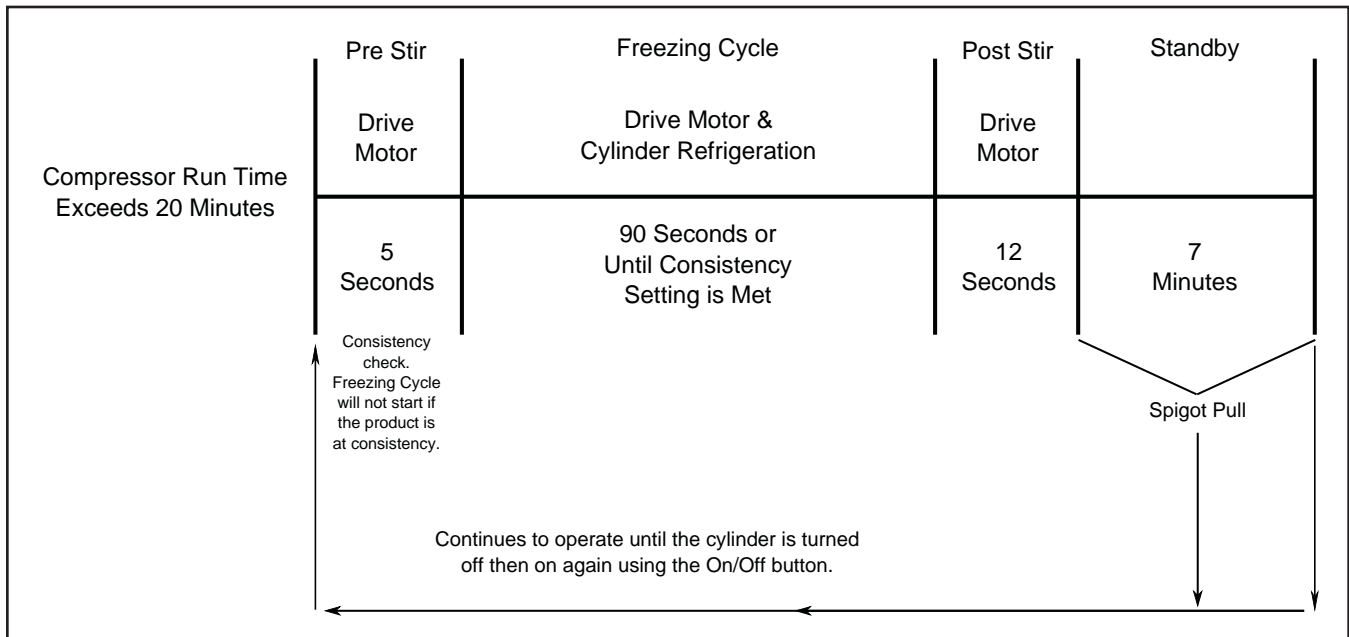 Pre Stir
Freezing Cycle
Post Stir
Standby
Compressor Run Time
Exceeds 20 Minutes
Drive
Motor
Drive Motor &
Cylinder Refrigeration
Drive
Motor
5
Seconds
90 Seconds or
Until Consistency
Setting is Met
12
Seconds
7
Minutes
Consistency
check.
Freezing Cycle
will not start if
the product is
at consistency.
Spigot Pull
Continues to operate until the cylinder is turned
off then on again using the On/Off button.